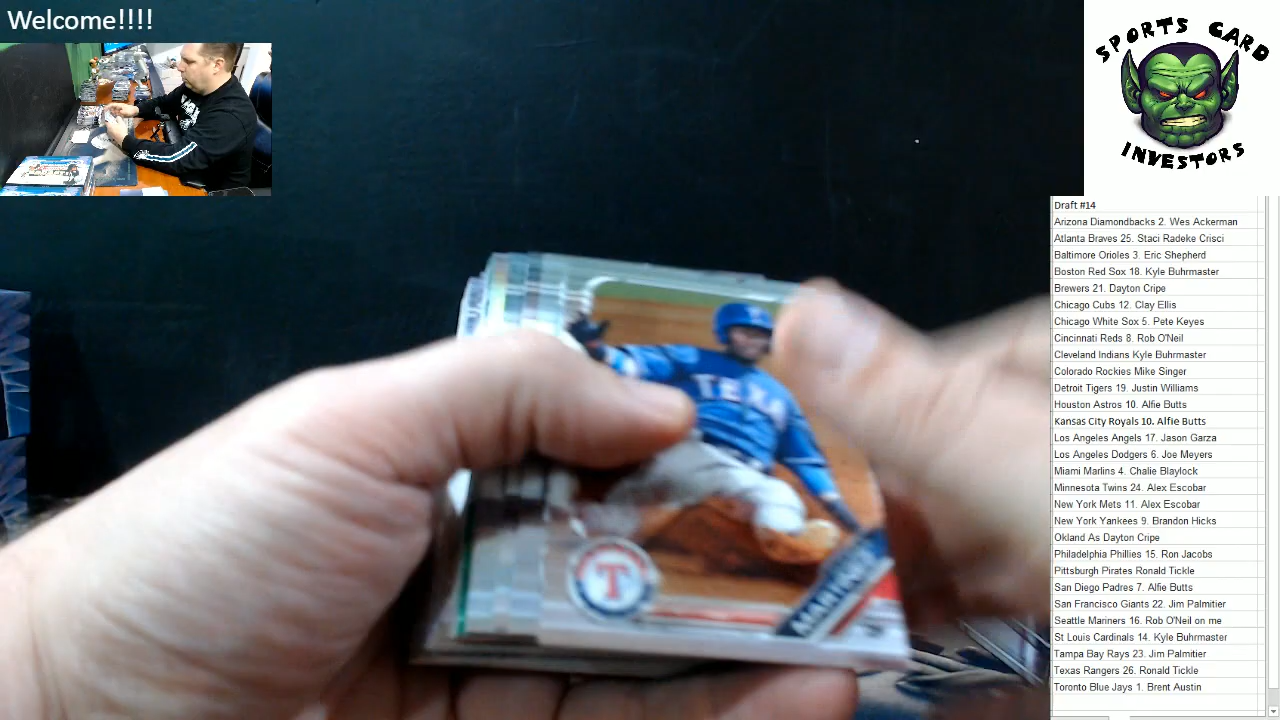 Welcome!!!!
SPORTS CARD
INVESTORS
Draft #14
Arizona Diamondbacks 2. Wes Ackerman
Atlanta Braves 25. Staci Radeke Crisci
Baltimore Orioles 3. Eric Shepherd
Boston Red Sox 18. Kyle Buhrmaster
Brewers 21. Dayton Cripe
Chicago Cubs 12. Clay Ellis
Chicago White Sox 5. Pete Keyes
Cincinnati Reds 8. Rob O'Neil
Cleveland Indians Kyle Buhrmaster
Colorado Rockies Mike Singer
Detroit Tigers 19. Justin Williams
Houston Astros 10. Alfie Butts
Kansas City Royals 10. Alfie Butts
Los Angeles Angels 17. Jason Garza
Los Angeles Dodgers 6. Joe Meyers
Miami Marlins 4. Chalie Blaylock
Minnesota Twins 24. Alex Escobar
New York Mets 11. Alex Escobar
New York Yankees 9. Brandon Hicks
Okland As Dayton Cripe
Philadelphia Phillies 15. Ron Jacobs
Pittsburgh Pirates Ronald Tickle
San Diego Padres 7. Alfie Butts
San Francisco Giants 22. Jim Palmitier
Seattle Mariners 16. Rob O'Neil on me
St Louis Cardinals 14. Kyle Buhrmaster
Tampa Bay Rays 23. Jim Palmitier
Texas Rangers 26. Ronald Tickle
Toronto Blue Jays 1. Brent Austin
TEXA
T
MARTINEZ